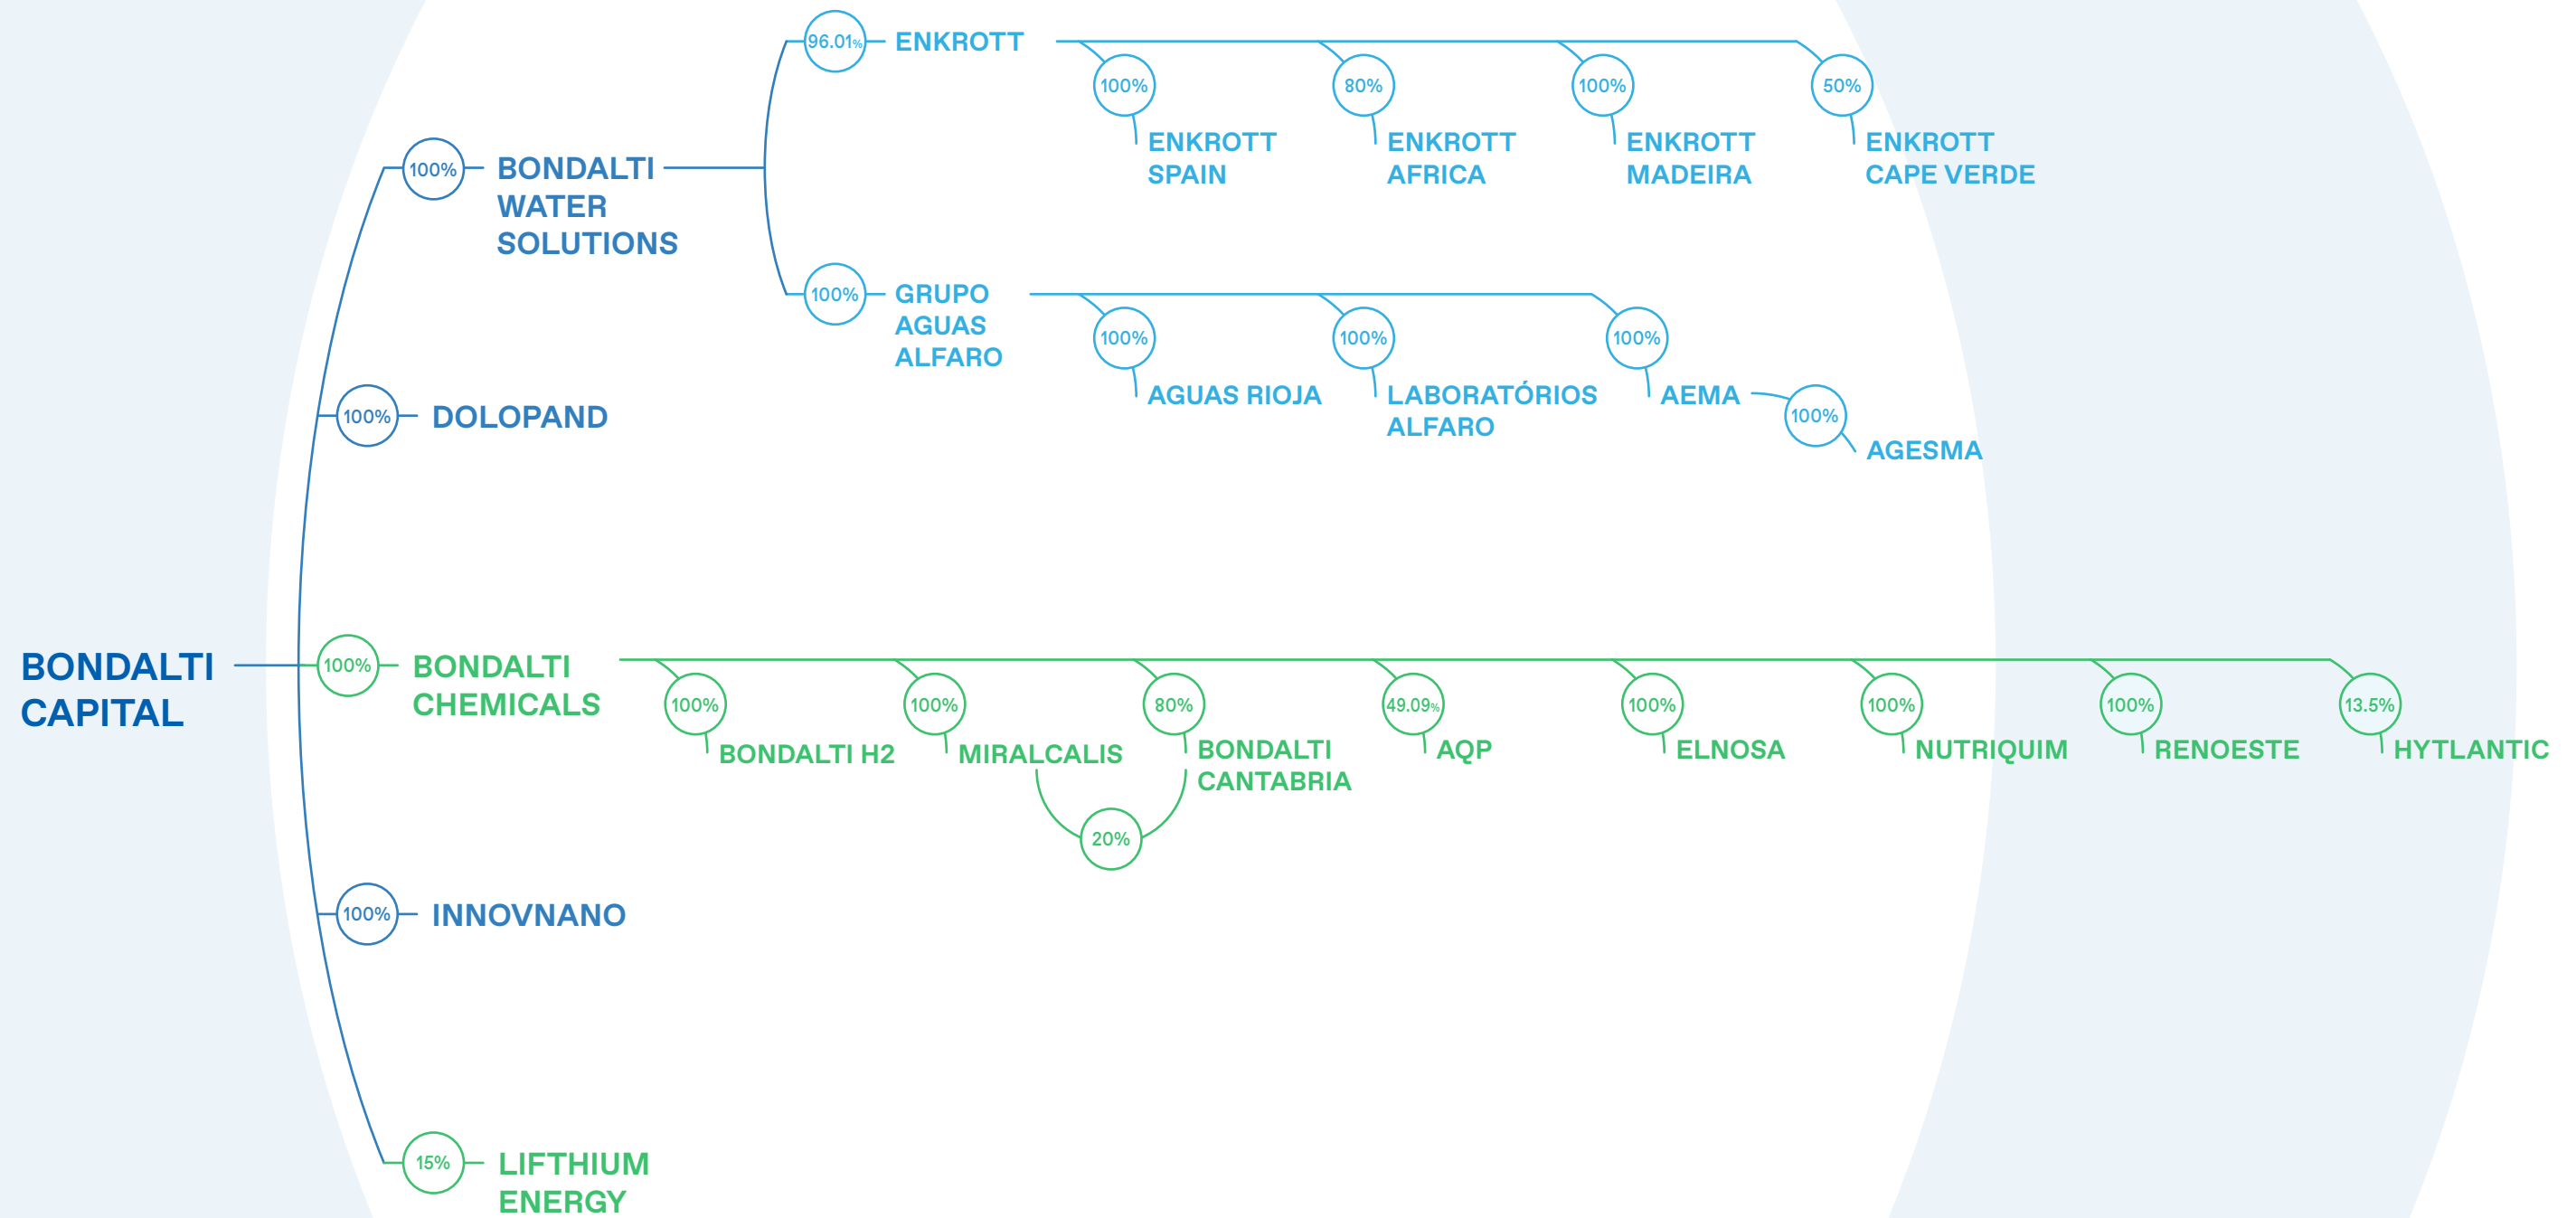 BONDALTI
CAPITAL
100%
BONDALTI
WATER
SOLUTIONS
96.01%
ENKROTT
100%
ENKROTT
SPAIN
80%
ENKROTT
AFRICA
100%
ENKROTT
MADEIRA
50%
ENKROTT
CAPE VERDE
100%
GRUPO
AGUAS
ALFARO
100%
AGUAS RIOJA
100%
LABORATÓRIOS
ALFARO
100%
AEMA
100%
AGESMA
100%
DOLOPAND
100%
BONDALTI
CHEMICALS
100%
BONDALTI H2
100%
MIRALCALIS
80%
BONDALTI
CANTABRIA
20%
49.09%
AQP
100%
ELNOSA
100%
NUTRIQUIM
100%
RENOESTE
13.5%
HYTLANTIC
100%
INNOVNANO
15%
LIFTHIUM
ENERGY